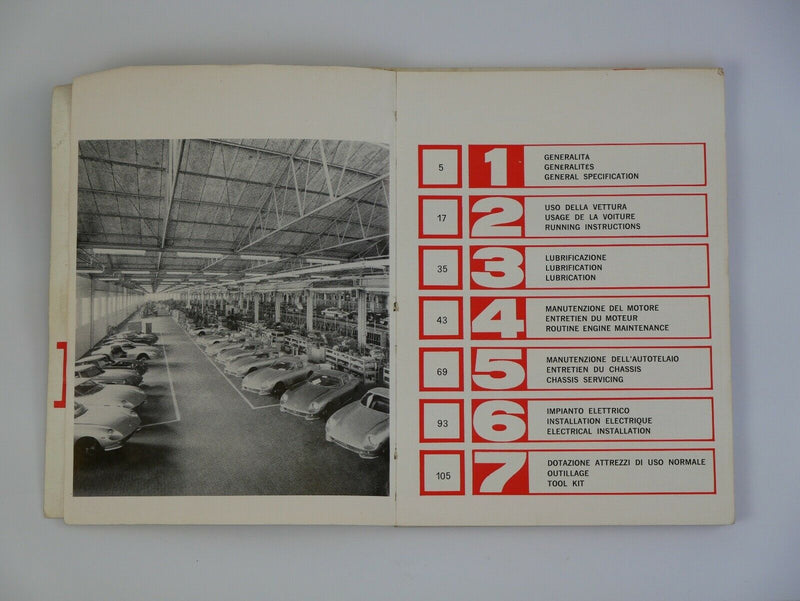 5
1
GENERALITA
GENERALITES
GENERAL SPECIFICATION
17
2
USO DELLA VETTURA
USAGE DE LA VOITURE
RUNNING INSTRUCTIONS
35
3
LUBRIFICAZIONE
LUBRIFICATION
LUBRICATION
43
4
MANUTENZIONE DEL MOTORE
ENTRETIEN DU MOTEUR
ROUTINE ENGINE MAINTENANCE
69
5
MANUTENZIONE DELL'AUTOTELAIO
ENTRETIEN DU CHASSIS
CHASSIS SERVICING
93
6
IMPIANTO ELETTRICO
INSTALLATION ELECTRIQUE
ELECTRICAL INSTALLATION
105
7
DOTAZIONE ATTREZZI DI USO NORMALE
OUTILLAGE
TOOL KIT